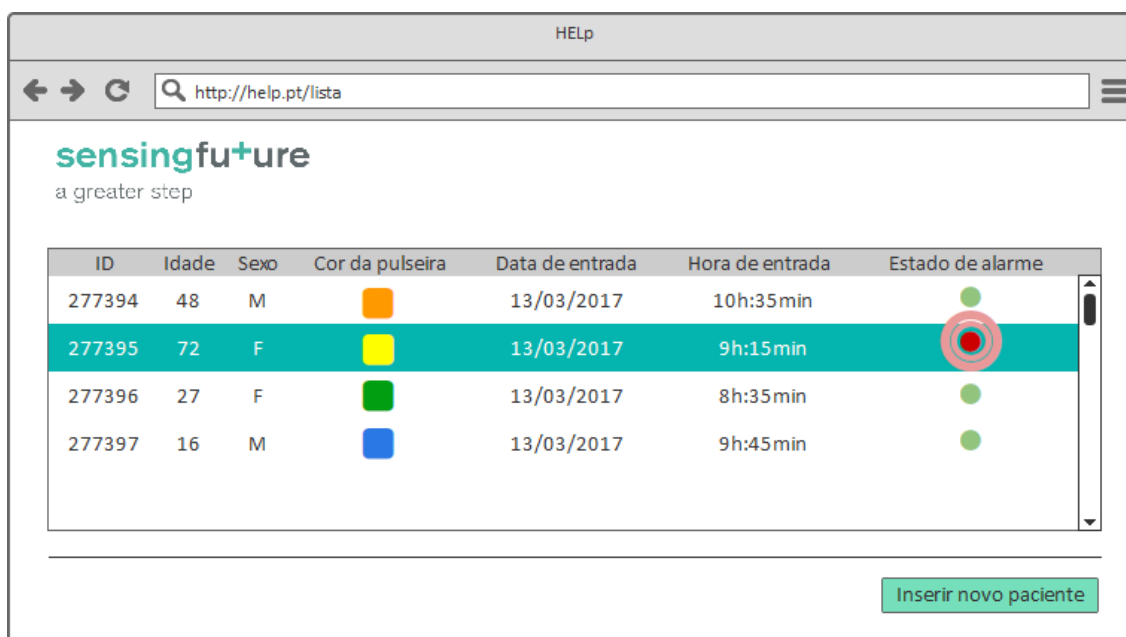 HELp
http://help.pt/lista
sensingfu+ure
a greater step
ID Idade Sexo Cor da pulseira Data de entrada Hora de entrada Estado de alarme
277394 48 M 13/03/2017 10h:35min
277395 72 F 13/03/2017 9h:15min
277396 27 F 13/03/2017 8h:35min
277397 16 M 13/03/2017 9h:45min
Inserir novo paciente